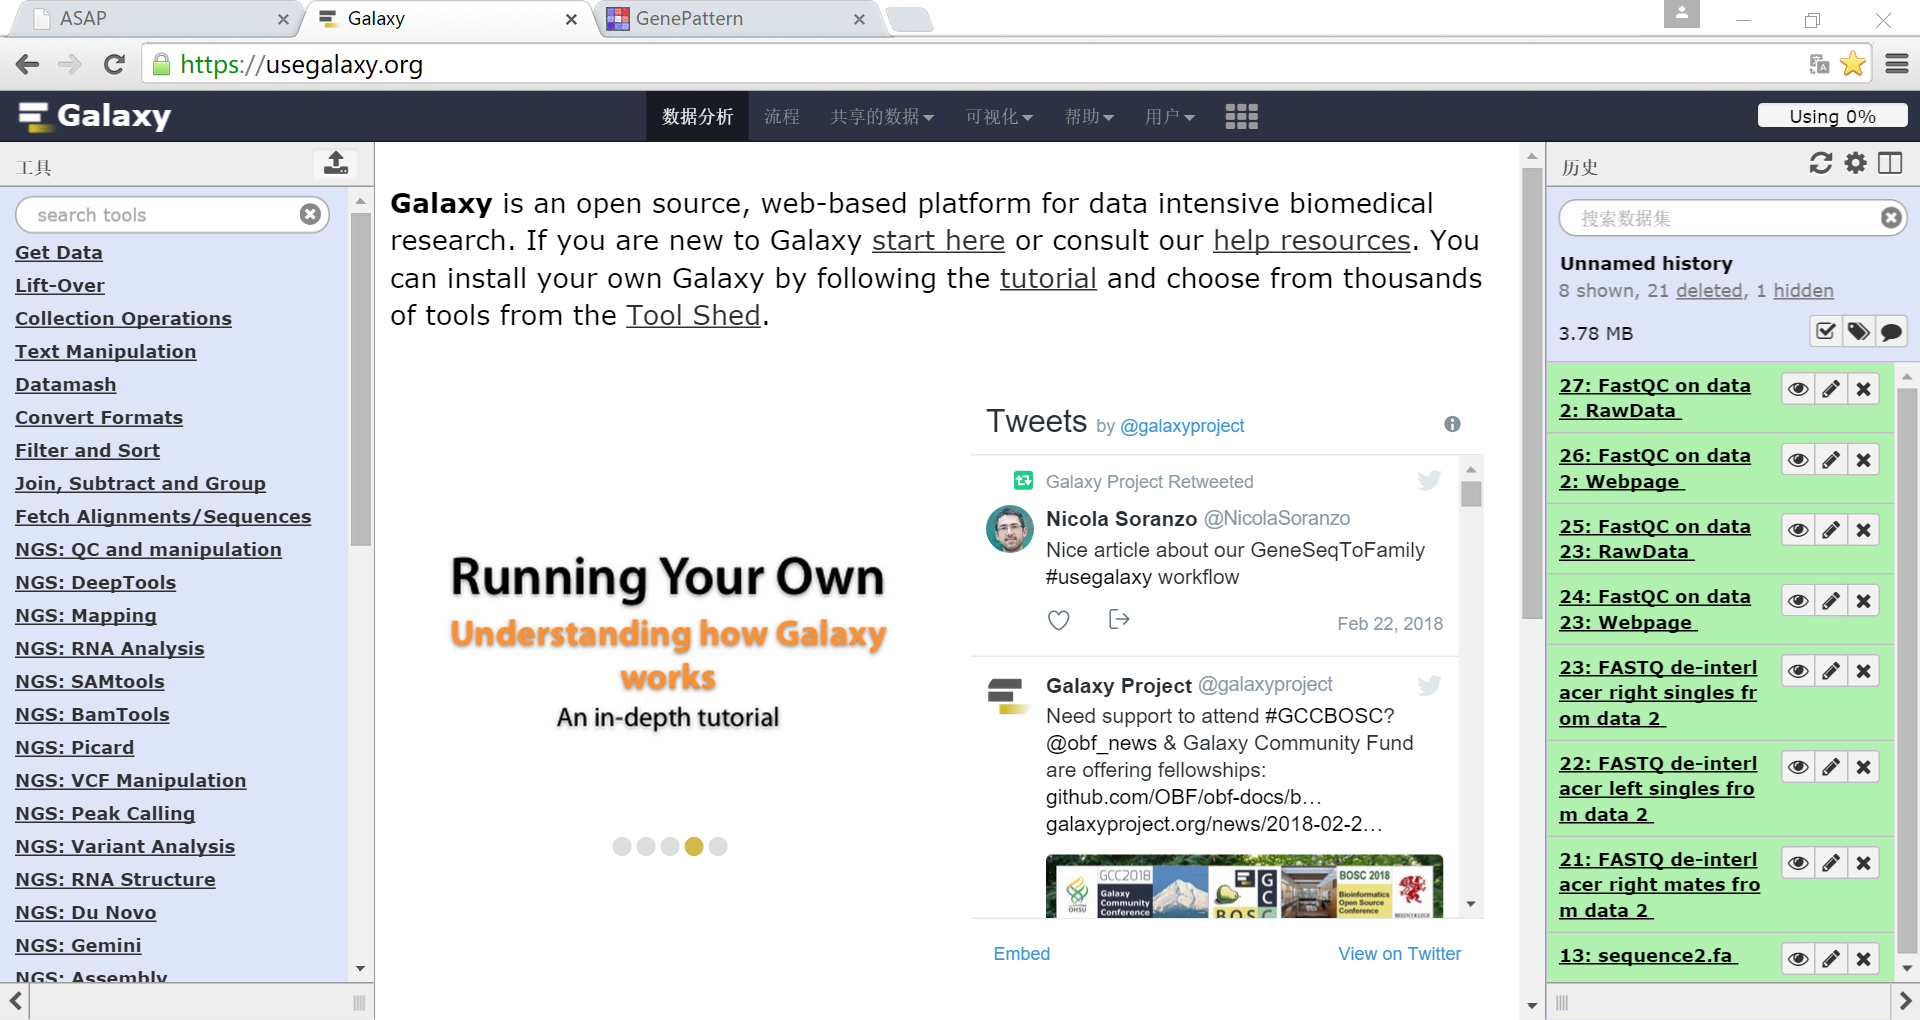 ASAP
Galaxy
GenePattern
https://usegalaxy.org
Galaxy
数据分析 流程 共享的数据 可视化 帮助 用户
Using 0%
工具
search tools
Get Data
Lift-Over
Collection Operations
Text Manipulation
Datamash
Convert Formats
Filter and Sort
Join, Subtract and Group
Fetch Alignments/Sequences
NGS: QC and manipulation
NGS: DeepTools
NGS: Mapping
NGS: RNA Analysis
NGS: SAMtools
NGS: BamTools
NGS: Picard
NGS: VCF Manipulation
NGS: Peak Calling
NGS: Variant Analysis
NGS: RNA Structure
NGS: Du Novo
NGS: Gemini
NGS: Assembly
Galaxy is an open source, web-based platform for data intensive biomedical
research. If you are new to Galaxy start here or consult our help resources. You
can install your own Galaxy by following the tutorial and choose from thousands
of tools from the Tool Shed.
Running Your Own
Understanding how Galaxy
works
An in-depth tutorial
Tweets by @galaxyproject
Galaxy Project Retweeted
Nicola Soranzo @NicolaSoranzo
Nice article about our GeneSeqToFamily
#usegalaxy workflow
Feb 22, 2018
Galaxy Project @galaxyproject
Need support to attend #GCCBOSC?
@obf_news & Galaxy Community Fund
are offering fellowships:
github.com/OBF/obf-docs/b…
galaxyproject.org/news/2018-02-2…
OHSU
GCC2018
Galaxy
Community
Conference
GCC
BOSC
BOSC 2018
Bioinformatics
Open Source
Conference
REED COLLEGE
Embed
View on Twitter
历史
搜索数据集
Unnamed history
8 shown, 21 deleted, 1 hidden
3.78 MB
27: FastQC on data
2: RawData
26: FastQC on data
2: Webpage
25: FastQC on data
23: RawData
24: FastQC on data
23: Webpage
23: FASTQ de-interl
acer right singles fr
om data 2
22: FASTQ de-interl
acer left singles fro
m data 2
21: FASTQ de-interl
acer right mates fro
m data 2
13: sequence2.fa